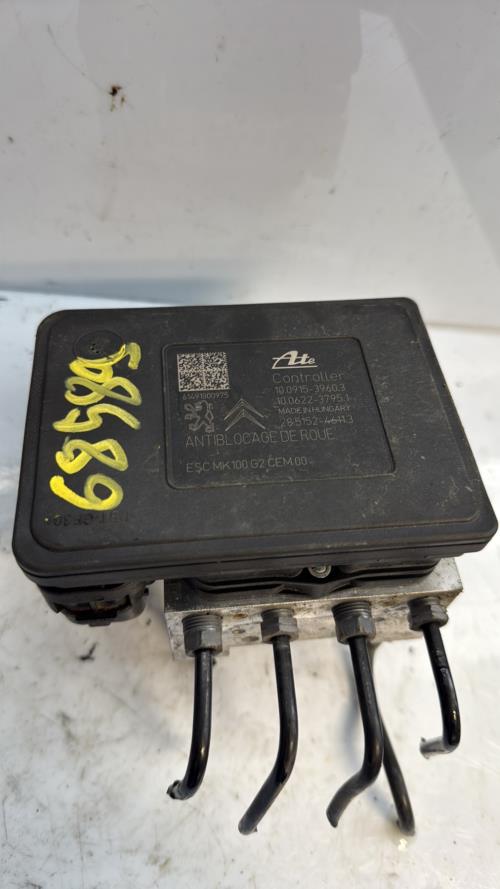 Ate
Controller
10.0915-3960.3
10.0622-3795.1
MADE IN HUNGARY
28.5152-4611.3
61491800975
ANTIBLOCAGE DE ROUE
ESC MK100 G2 CEM 00